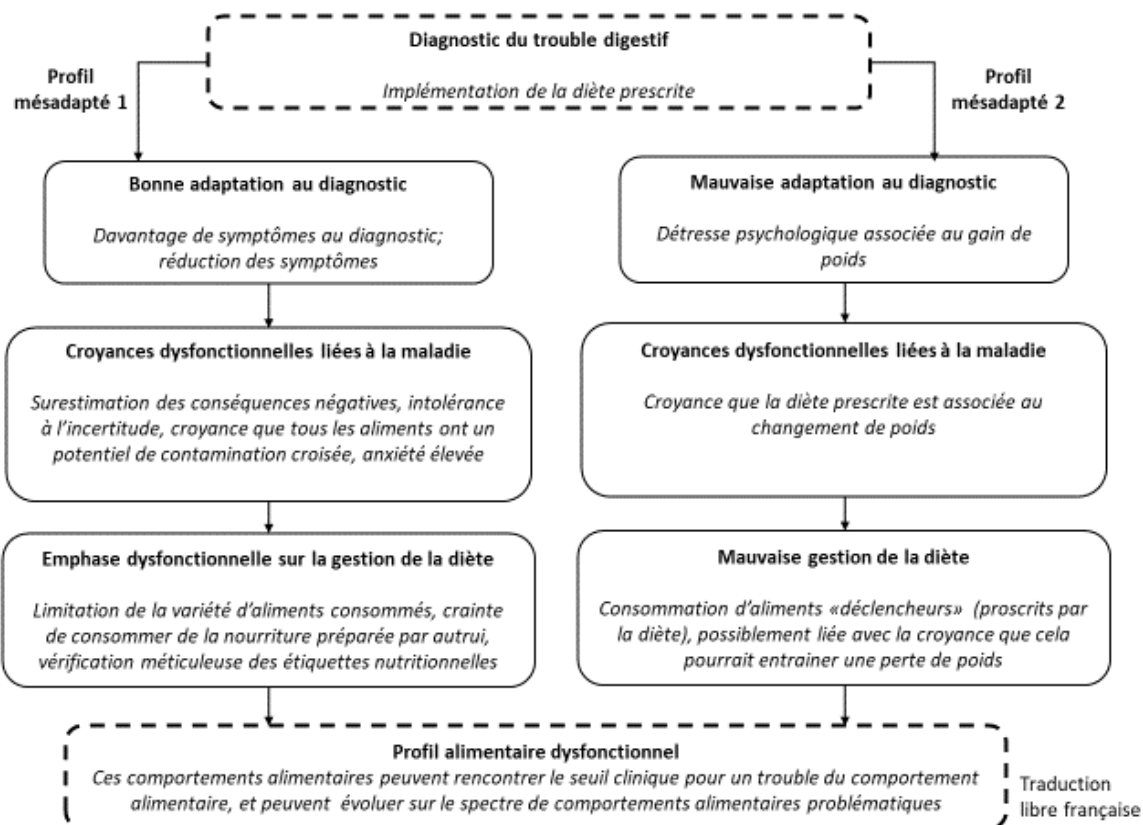 Diagnostic du trouble digestif
Implémentation de la diète prescrite
Profil
mésadapté 1
Profil
mésadapté 2
Bonne adaptation au diagnostic
Davantage de symptômes au diagnostic;
réduction des symptômes
Mauvaise adaptation au diagnostic
Détresse psychologique associée au gain de
poids
Croyances dysfonctionnelles liées à la maladie
Surestimation des conséquences négatives, intolérance
à l'incertitude, croyance que tous les aliments ont un
potentiel de contamination croisée, anxiété élevée
Croyances dysfonctionnelles liées à la maladie
Croyance que la diète prescrite est associée au
changement de poids
Emphase dysfonctionnelle sur la gestion de la diète
Limitation de la variété d'aliments consommés, crainte
de consommer de la nourriture préparée par autrui,
vérification méticuleuse des étiquettes nutritionnelles
Mauvaise gestion de la diète
Consommation d'aliments «déclencheurs» (proscrits par
la diète), possiblement liée avec la croyance que cela
pourrait entrainer une perte de poids
Profil alimentaire dysfonctionnel
Ces comportements alimentaires peuvent rencontrer le seuil clinique pour un trouble du comportement
alimentaire, et peuvent évoluer sur le spectre de comportements alimentaires problématiques
Traduction
libre française